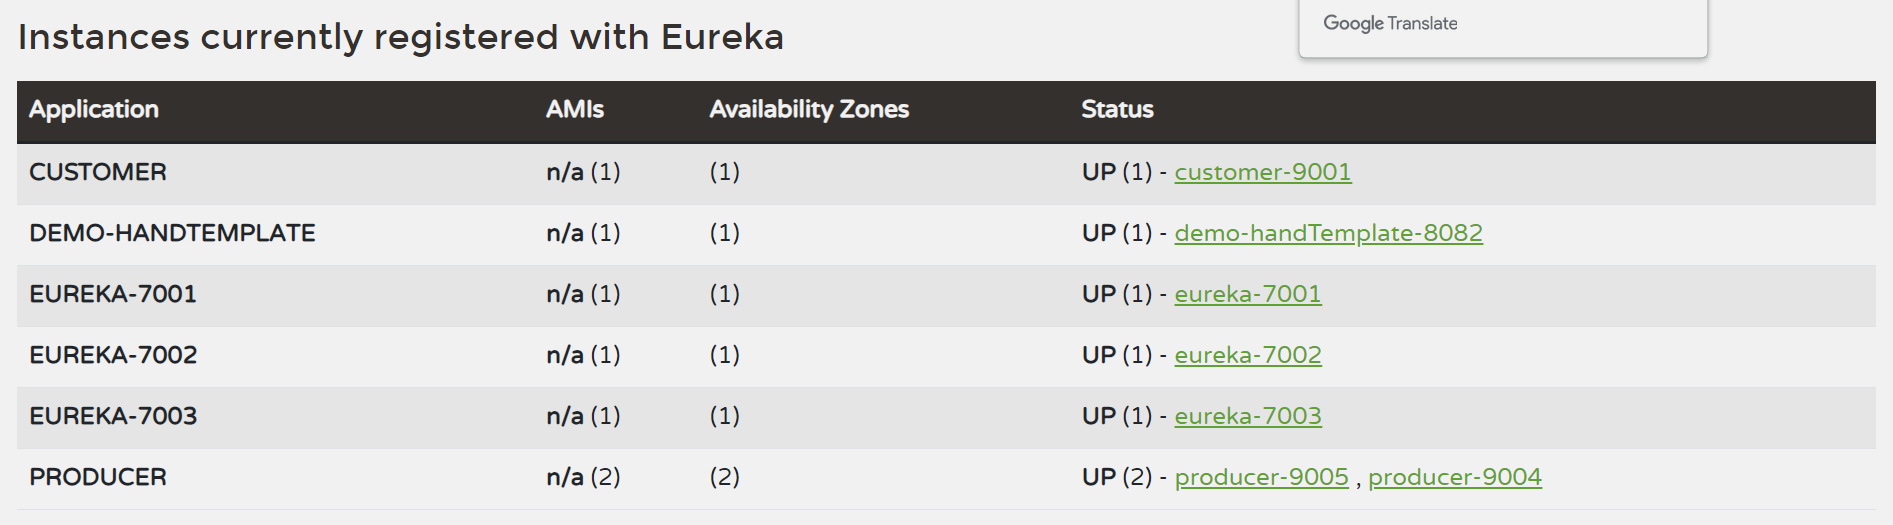 Google Translate
Instances currently registered with Eureka
Application AMIs Availability Zones Status
CUSTOMER n/a (1) (1) UP (1) - customer-9001
DEMO-HANDTEMPLATE n/a (1) (1) UP (1) - demo-handTemplate-8082
EUREKA-7001 n/a (1) (1) UP (1) - eureka-7001
EUREKA-7002 n/a (1) (1) UP (1) - eureka-7002
EUREKA-7003 n/a (1) (1) UP (1) - eureka-7003
PRODUCER n/a (2) (2) UP (2) - producer-9005 , producer-9004